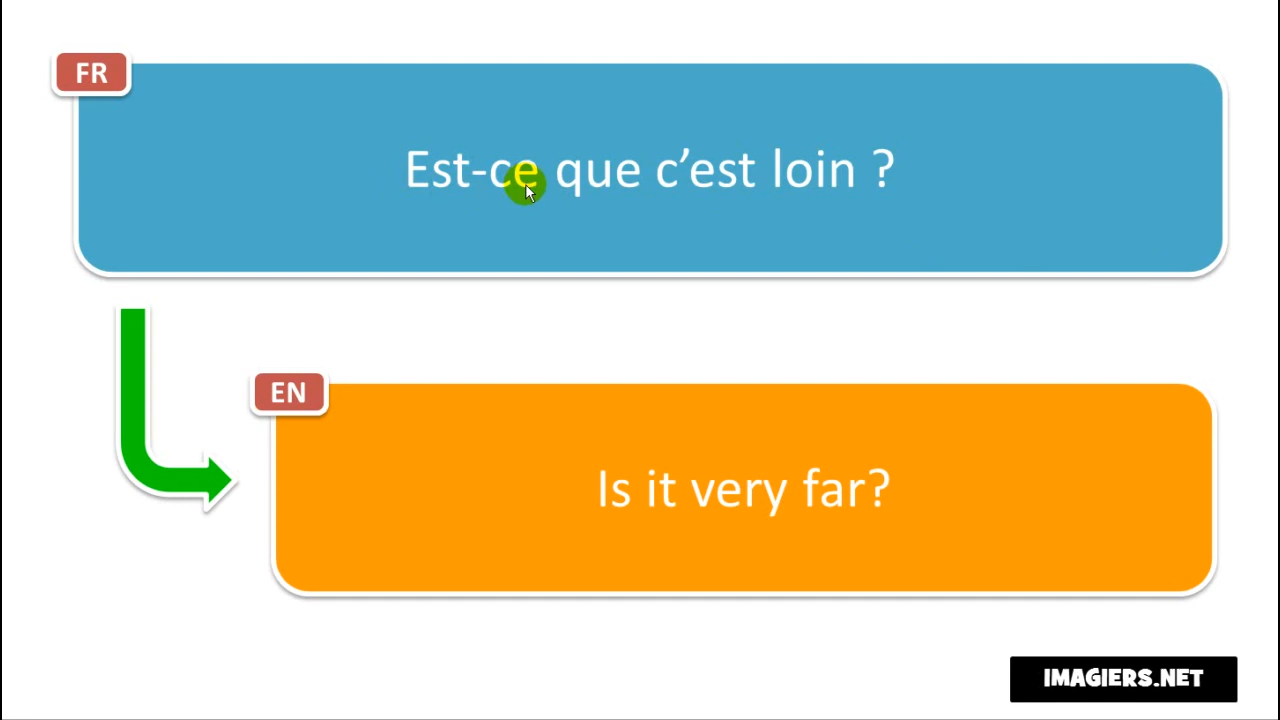 FR
Est-ce que c’est loin ?
EN
Is it very far?
IMAGIERS.NET